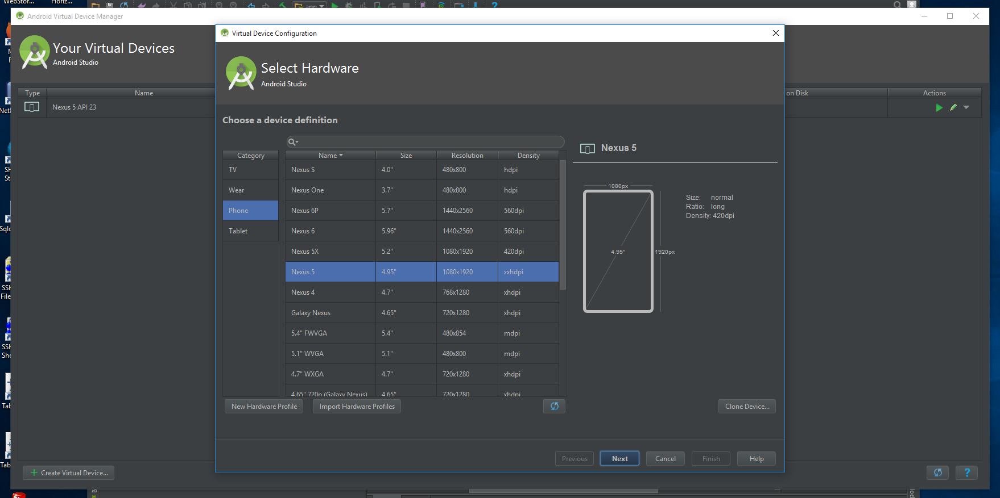 WebStor...
Horiz...
app
Android Virtual Device Manager
Your Virtual Devices
Android Studio
Type
Name
on Disk
Actions
Nexus 5 API 23
Virtual Device Configuration
Select Hardware
Android Studio
Choose a device definition
Category
TV
Wear
Phone
Tablet
Name Size Resolution Density
Nexus S 4.0" 480x800 hdpi
Nexus One 3.7" 480x800 hdpi
Nexus 6P 5.7" 1440x2560 560dpi
Nexus 6 5.96" 1440x2560 560dpi
Nexus 5X 5.2" 1080x1920 420dpi
Nexus 5 4.95" 1080x1920 xxhdpi
Nexus 4 4.7" 768x1280 xhdpi
Galaxy Nexus 4.65" 720x1280 xhdpi
5.4" FWVGA 5.4" 480x854 mdpi
5.1" WVGA 5.1" 480x800 mdpi
4.7" WXGA 4.7" 720x1280 xhdpi
4.65" 720p (Galaxy Nexus) 4.65" 720x1280 xhdpi
Nexus 5
1080px
4.95"
1920px
Size: normal
Ratio: long
Density: 420dpi
New Hardware Profile
Import Hardware Profiles
Clone Device...
Previous
Next
Cancel
Finish
Help
Create Virtual Device...
?